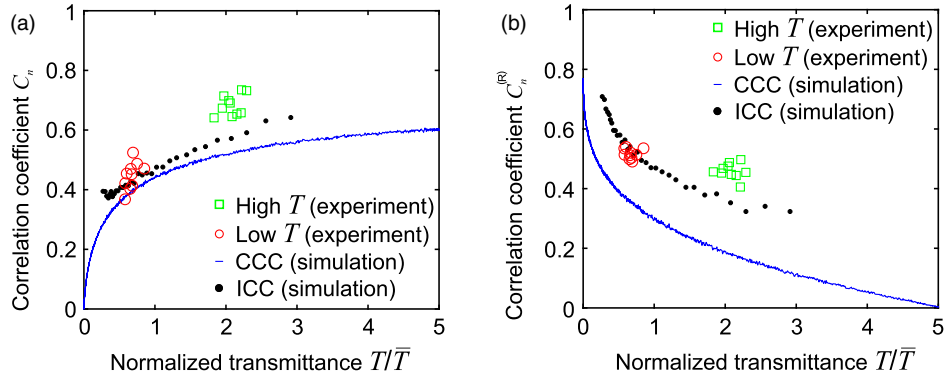 (a)
Correlation coefficient Cₙ
1
0.8
0.6
0.4
0.2
0
High T (experiment)
Low T (experiment)
CCC (simulation)
ICC (simulation)
0 1 2 3 4 5
Normalized transmittance T/T̅
(b)
Correlation coefficient Cₙ⁽ᴿ⁾
1
0.8
0.6
0.4
0.2
0
High T (experiment)
Low T (experiment)
CCC (simulation)
ICC (simulation)
0 1 2 3 4 5
Normalized transmittance T/T̅